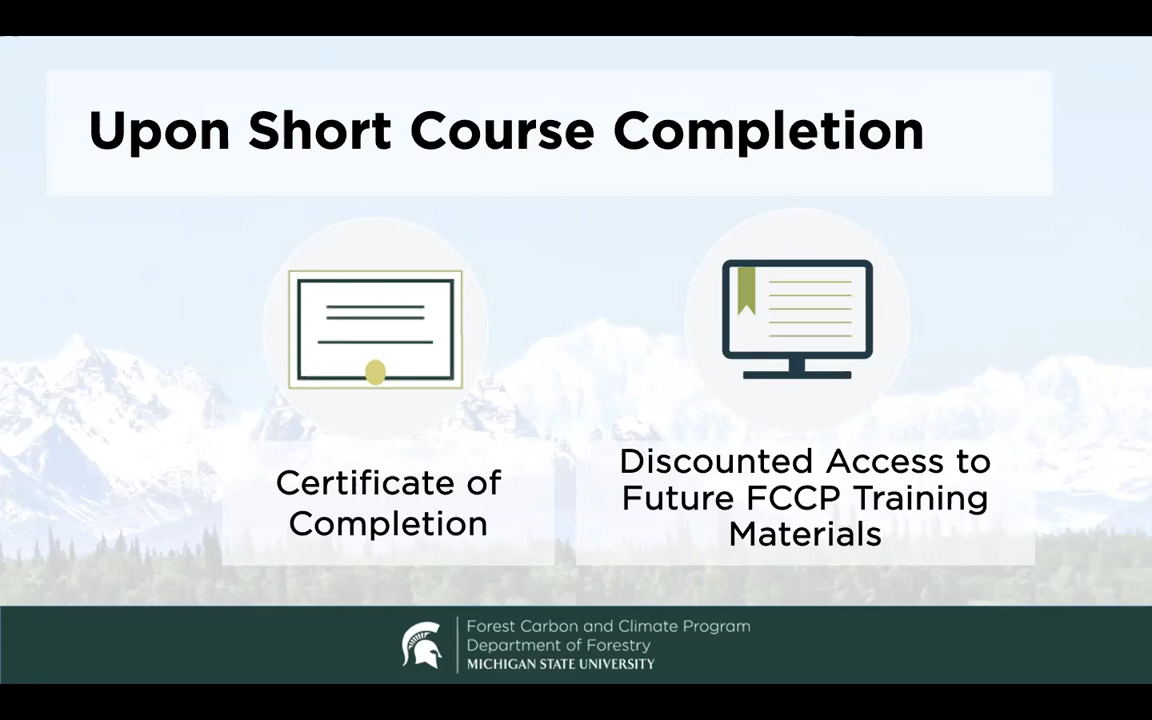 Upon Short Course Completion
Certificate of
Completion
Discounted Access to
Future FCCP Training
Materials
Forest Carbon and Climate Program
Department of Forestry
MICHIGAN STATE UNIVERSITY